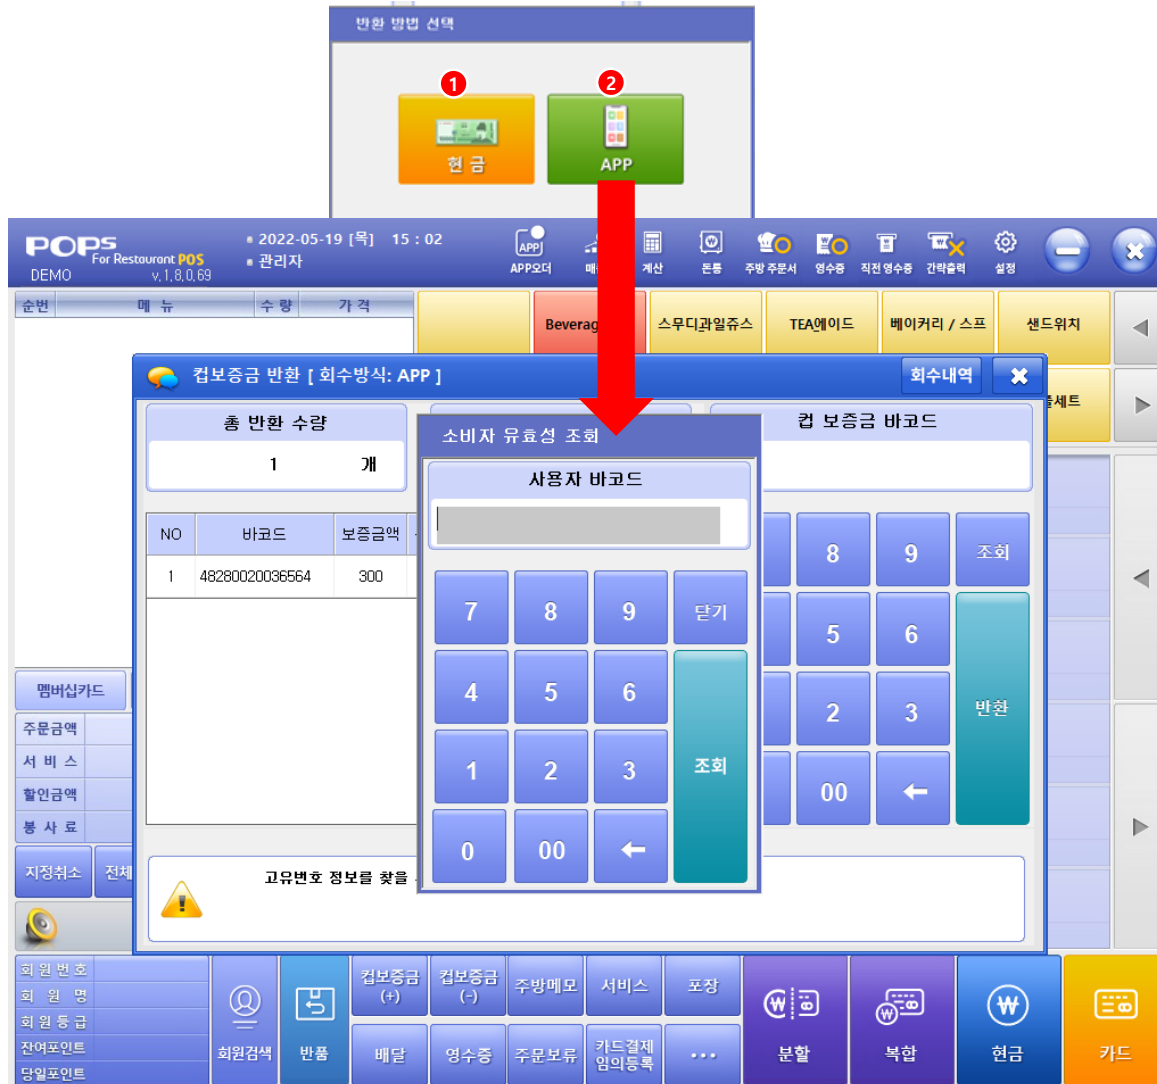 반환 방법 선택
1
2
현 금
APP
POPS
For Restaurant POS
DEMO
v, 1,8,0,69
2022-05-19 [목] 15 : 02
관리자
APP
APP오더
계산
돈통
주방 주문서
영수증
직전 영수증
간략출력
설정
순번 메 뉴 수 량 가 격
스무디과일쥬스
TEA에이드
베이커리 / 스프
샌드위치
컵보증금 반환 [ 회수방식: APP ]
회수내역
총 반환 수량
1 개
컵 보증금 바코드
NO 바코드 보증금액
1 48280020036564 300
소비자 유효성 조회
사용자 바코드
7 8 9 닫기
4 5 6
1 2 3 조회
0 00
8 9 조회
5 6
2 3 반환
00
고유번호 정보를 찾을
멤버십카드
주문금액
서 비 스
할인금액
봉 사 료
지정취소
회 원 번 호
회 원 명
회 원 등 급
잔여포인트
당일포인트
회원검색
반품
컵보증금
(+)
컵보증금
(-)
주방메모
서비스
포장
배달
영수증
주문보류
카드결제
임의등록
...
분할
복합
현금
카드